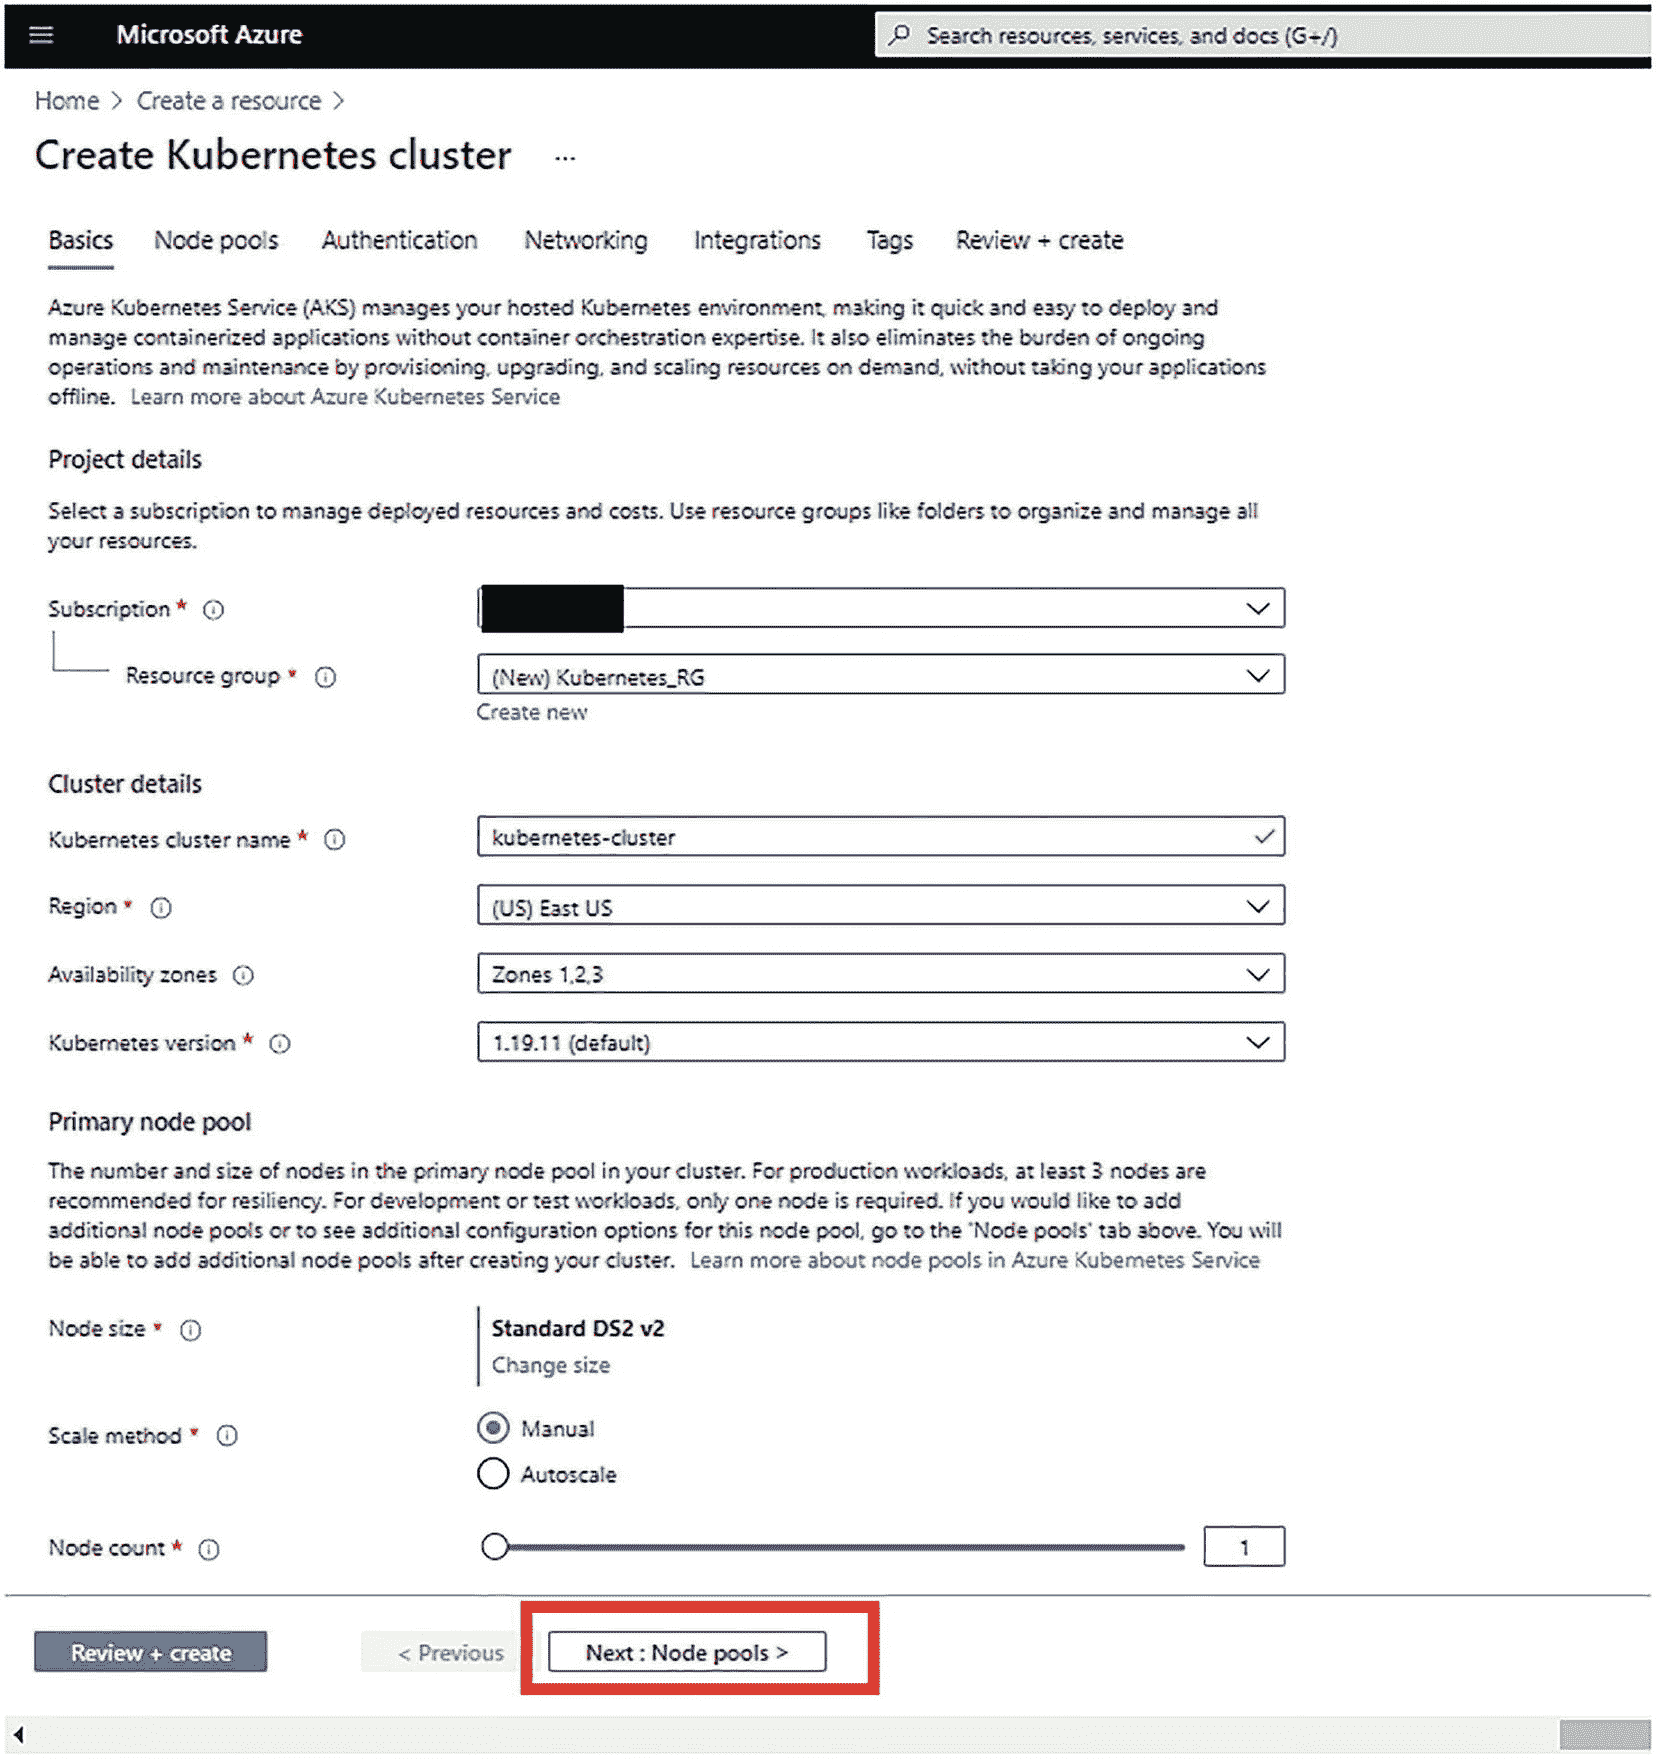 Microsoft Azure
Search resources, services, and docs (G+/)
Home > Create a resource >
Create Kubernetes cluster ...
Basics Node pools Authentication Networking Integrations Tags Review + create
Azure Kubernetes Service (AKS) manages your hosted Kubernetes environment, making it quick and easy to deploy and
manage containerized applications without container orchestration expertise. It also eliminates the burden of ongoing
operations and maintenance by provisioning, upgrading, and scaling resources on demand, without taking your applications
offline. Learn more about Azure Kubernetes Service
Project details
Select a subscription to manage deployed resources and costs. Use resource groups like folders to organize and manage all
your resources.
Subscription *
Resource group * (New) Kubernetes_RG
Create new
Cluster details
Kubernetes cluster name * kubernetes-cluster
Region * (US) East US
Availability zones Zones 1,2,3
Kubernetes version * 1.19.11 (default)
Primary node pool
The number and size of nodes in the primary node pool in your cluster. For production workloads, at least 3 nodes are
recommended for resiliency. For development or test workloads, only one node is required. If you would like to add
additional node pools or to see additional configuration options for this node pool, go to the 'Node pools' tab above. You will
be able to add additional node pools after creating your cluster. Learn more about node pools in Azure Kubernetes Service
Node size * Standard DS2 v2
Change size
Scale method * Manual
Autoscale
Node count * 1
Review + create < Previous Next : Node pools >